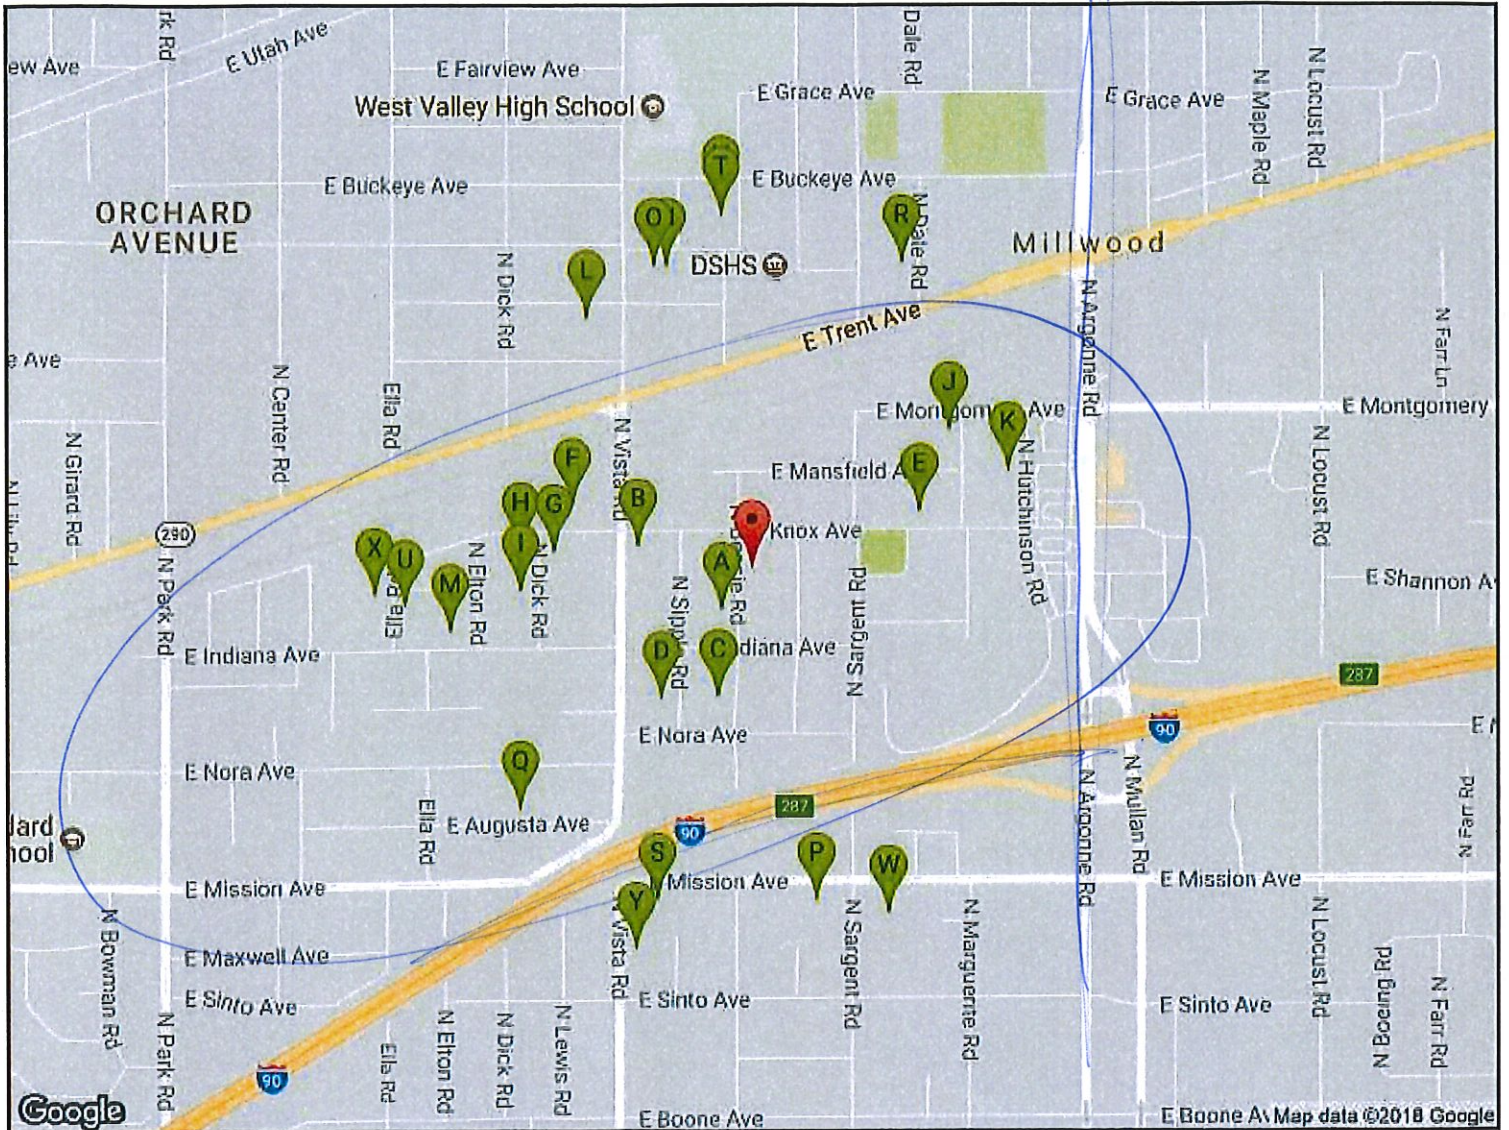 rk Rd
E Utah Ave
Dale Rd
ew Ave
E Fairview Ave
N Locust Rd
N Maple Rd
West Valley High School
E Grace Ave
E Grace Ave
T
E Buckeye Ave
E Buckeye Ave
ORCHARD
AVENUE
O
I
R
N Dale Rd
Millwood
L
DSHS
N Dick Rd
N Argonne Rd
E Trent Ave
N Farr Ln
e Ave
N Center Rd
Ella Rd
J
E Montgom
Ave
E Montgomery
K
N Girard Rd
N Vista Rd
F
E
E Mansfield A
N Hutchinson Rd
N Locust Rd
H
G
B
290
Knox Ave
X
U
I
A
M
N Park Rd
Ella Rd
N Elton Rd
N Dick Rd
N Sargent Rd
E Shannon A
E Indiana Ave
D
C
diana Ave
287
E Nora Ave
90
E Nora Ave
Q
N Mullan Rd
N Argonne Rd
N Farr Rd
287
E Augusta Ave
Ella Rd
90
S
P
W
E Mission Ave
Mission Ave
E Mission Ave
Y
N Bowman Rd
N Vista Rd
N Sargent Rd
N Marguerite Rd
N Locust Rd
E Maxwell Ave
E Sinto Ave
E Sinto Ave
E Sinto Ave
N Boeing Rd
N Farr Rd
N Park Rd
Ella Rd
N Elton Rd
N Dick Rd
N Lewis Rd
90
Google
E Boone Ave
E Boone Av
Map data ©2018 Google